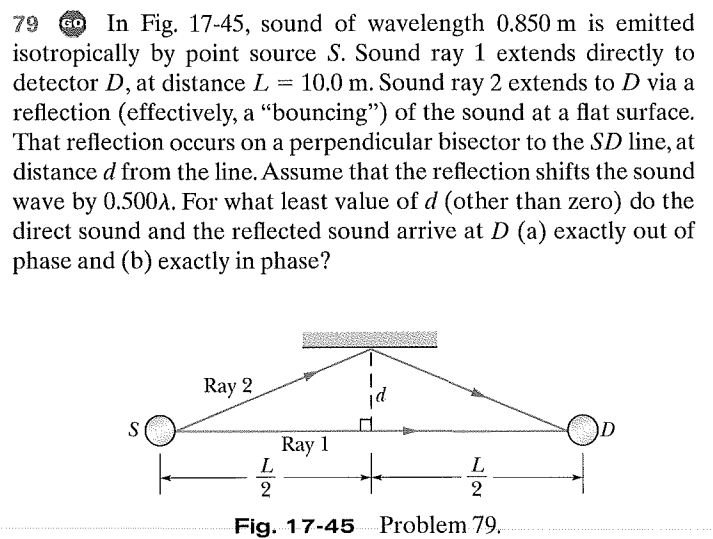 79 GO In Fig. 17-45, sound of wavelength 0.850 m is emitted
isotropically by point source S. Sound ray 1 extends directly to
detector D, at distance L = 10.0 m. Sound ray 2 extends to D via a
reflection (effectively, a “bouncing”) of the sound at a flat surface.
That reflection occurs on a perpendicular bisector to the SD line, at
distance d from the line. Assume that the reflection shifts the sound
wave by 0.500λ. For what least value of d (other than zero) do the
direct sound and the reflected sound arrive at D (a) exactly out of
phase and (b) exactly in phase?
Ray 2
d
S
D
Ray 1
L/2
L/2
Fig. 17-45 Problem 79.